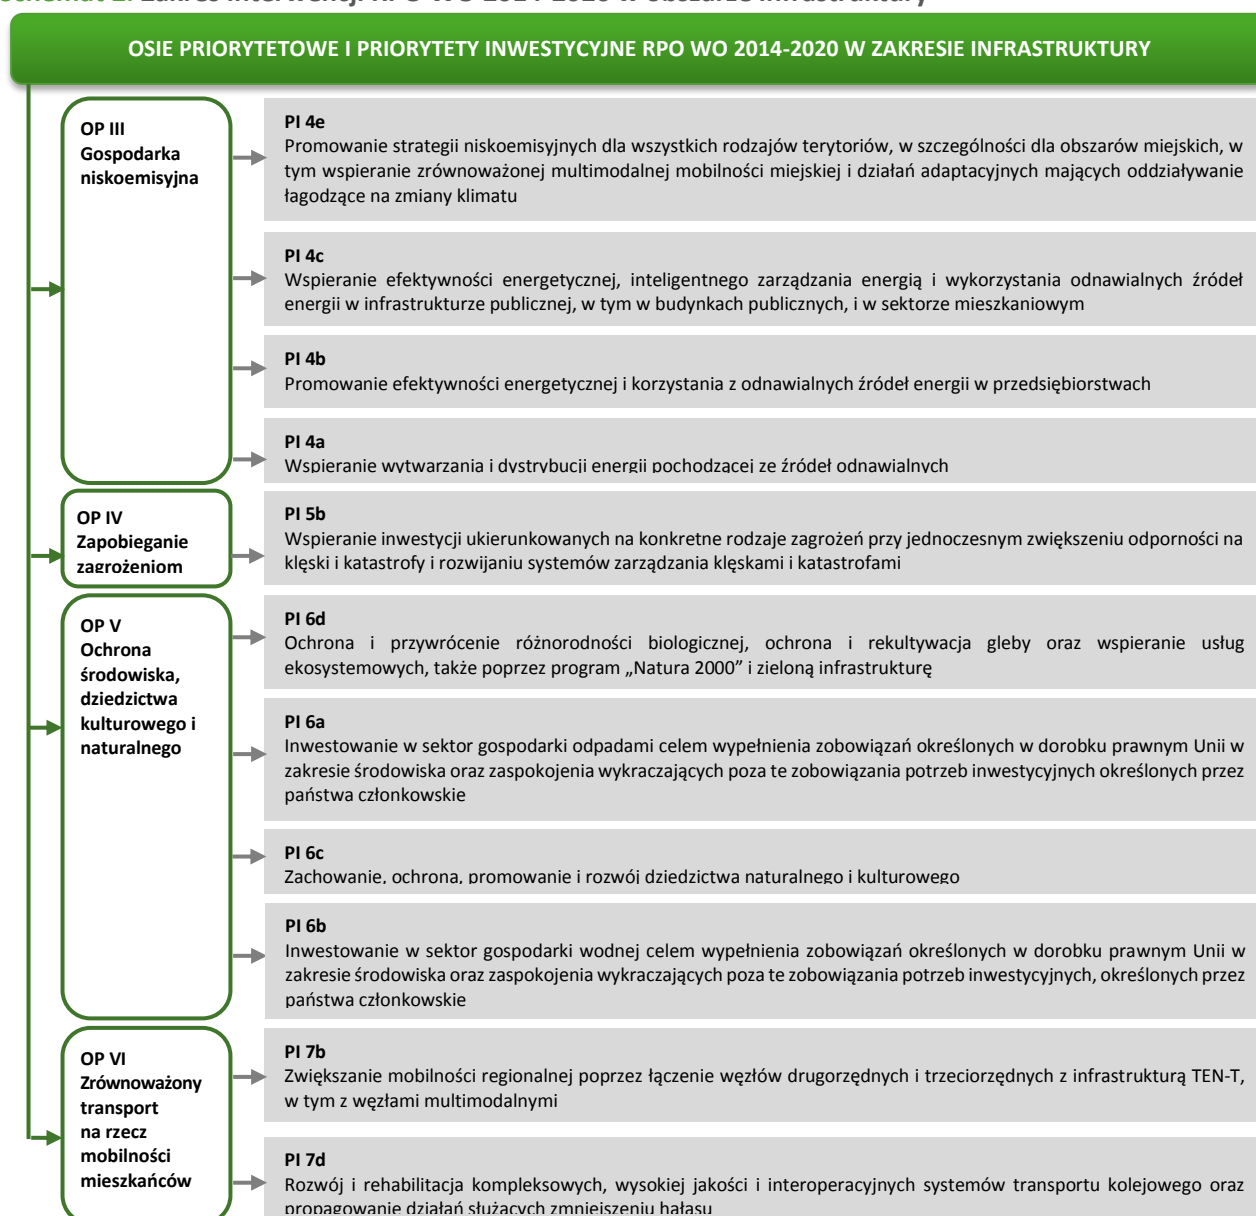 Schemat 2. Zakres interwencji RPO WO 2014-2020 w obszarze infrastruktury
OSIE PRIORYTETOWE I PRIORYTETY INWESTYCYJNE RPO WO 2014-2020 W ZAKRESIE INFRASTRUKTURY
OP III
Gospodarka
niskoemisyjna
PI 4e
Promowanie strategii niskoemisyjnych dla wszystkich rodzajów terytoriów, w szczególności dla obszarów miejskich, w
tym wspieranie zrównoważonej multimodalnej mobilności miejskiej i działań adaptacyjnych mających oddziaływanie
łagodzące na zmiany klimatu
PI 4c
Wspieranie efektywności energetycznej, inteligentnego zarządzania energią i wykorzystania odnawialnych źródeł
energii w infrastrukturze publicznej, w tym w budynkach publicznych, i w sektorze mieszkaniowym
PI 4b
Promowanie efektywności energetycznej i korzystania z odnawialnych źródeł energii w przedsiębiorstwach
PI 4a
Wspieranie wytwarzania i dystrybucji energii pochodzącej ze źródeł odnawialnych
OP IV
Zapobieganie
zagrożeniom
PI 5b
Wspieranie inwestycji ukierunkowanych na konkretne rodzaje zagrożeń przy jednoczesnym zwiększeniu odporności na
klęski i katastrofy i rozwijaniu systemów zarządzania klęskami i katastrofami
OP V
Ochrona
środowiska,
dziedzictwa
kulturowego i
naturalnego
PI 6d
Ochrona i przywrócenie różnorodności biologicznej, ochrona i rekultywacja gleby oraz wspieranie usług
ekosystemowych, także poprzez program „Natura 2000” i zieloną infrastrukturę
PI 6a
Inwestowanie w sektor gospodarki odpadami celem wypełnienia zobowiązań określonych w dorobku prawnym Unii w
zakresie środowiska oraz zaspokojenia wykraczających poza te zobowiązania potrzeb inwestycyjnych określonych przez
państwa członkowskie
PI 6c
Zachowanie, ochrona, promowanie i rozwój dziedzictwa naturalnego i kulturowego
PI 6b
Inwestowanie w sektor gospodarki wodnej celem wypełnienia zobowiązań określonych w dorobku prawnym Unii w
zakresie środowiska oraz zaspokojenia wykraczających poza te zobowiązania potrzeb inwestycyjnych, określonych przez
państwa członkowskie
OP VI
Zrównoważony
transport
na rzecz
mobilności
mieszkańców
PI 7b
Zwiększanie mobilności regionalnej poprzez łączenie węzłów drugorzędnych i trzeciorzędnych z infrastrukturą TEN-T,
w tym z węzłami multimodalnymi
PI 7d
Rozwój i rehabilitacja kompleksowych, wysokiej jakości i interoperacyjnych systemów transportu kolejowego oraz
propagowanie działań służących zmniejszeniu hałasu